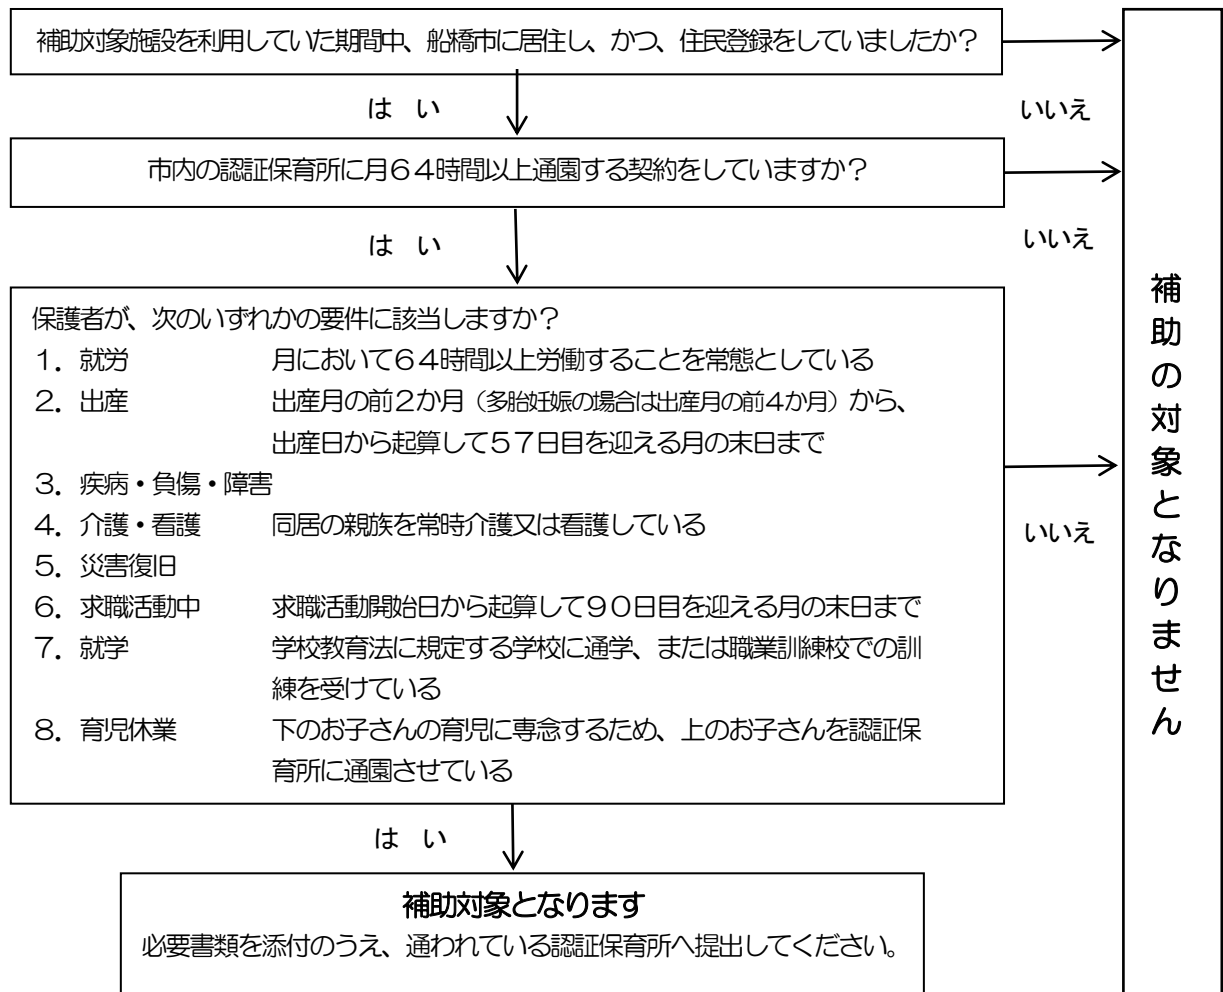 補助対象施設を利用していた期間中、船橋市に居住し、かつ、住民登録をしていましたか？
は　い
いいえ
市内の認証保育所に月６４時間以上通園する契約をしていますか？
は　い
いいえ
保護者が、次のいずれかの要件に該当しますか？
１．就労　月において６４時間以上労働することを常態としている
２．出産　出産月の前２か月（多胎妊娠の場合は出産月の前４か月）から、
出産日から起算して５７日目を迎える月の末日まで
３．疾病・負傷・障害
４．介護・看護　同居の親族を常時介護又は看護している
５．災害復旧
６．求職活動中　求職活動開始日から起算して９０日目を迎える月の末日まで
７．就学　学校教育法に規定する学校に通学、または職業訓練校での訓
練を受けている
８．育児休業　下のお子さんの育児に専念するため、上のお子さんを認証保
育所に通園させている
いいえ
は　い
補助対象となります
必要書類を添付のうえ、通われている認証保育所へ提出してください。
補助の対象となりません